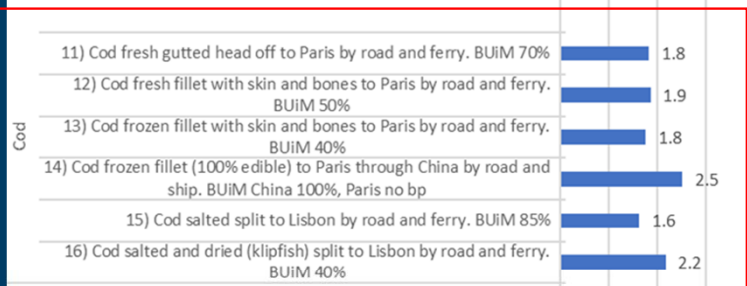 Cod
11) Cod fresh gutted head off to Paris by road and ferry. BUiM 70%
1.8
12) Cod fresh fillet with skin and bones to Paris by road and ferry.
BUiM 50%
1.9
13) Cod frozen fillet with skin and bones to Paris by road and ferry.
BUiM 40%
1.8
14) Cod frozen fillet (100% edible) to Paris through China by road and
ship. BUiM China 100%, Paris no bp
2.5
15) Cod salted split to Lisbon by road and ferry. BUiM 85%
1.6
16) Cod salted and dried (klipfish) split to Lisbon by road and ferry.
BUiM 40%
2.2